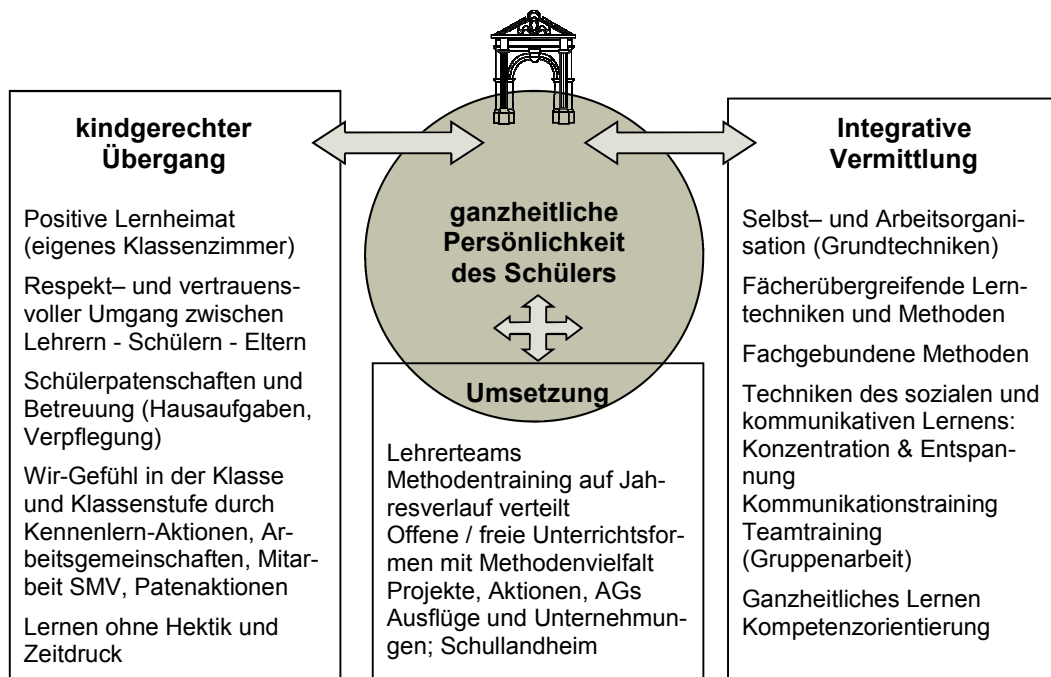 kindgerechter
Übergang
Positive Lernheimat
(eigenes Klassenzimmer)
Respekt– und vertrauens-
voller Umgang zwischen
Lehrern - Schülern - Eltern
Schülerpatenschaften und
Betreuung (Hausaufgaben,
Verpflegung)
Wir-Gefühl in der Klasse
und Klassenstufe durch
Kennenlern-Aktionen, Ar-
beitsgemeinschaften, Mitar-
beit SMV, Patenaktionen
Lernen ohne Hektik und
Zeitdruck
ganzheitliche
Persönlichkeit
des Schülers
Umsetzung
Lehrerteams
Methodentraining auf Jah-
resverlauf verteilt
Offene / freie Unterrichtsfor-
men mit Methodenvielfalt
Projekte, Aktionen, AGs
Ausflüge und Unternehmun-
gen; Schullandheim
Integrative
Vermittlung
Selbst– und Arbeitsorgani-
sation (Grundtechniken)
Fächerübergreifende Lern-
techniken und Methoden
Fachgebundene Methoden
Techniken des sozialen und
kommunikativen Lernens:
Konzentration & Entspan-
nung
Kommunikationstraining
Teamtraining
(Gruppenarbeit)
Ganzheitliches Lernen
Kompetenzorientierung